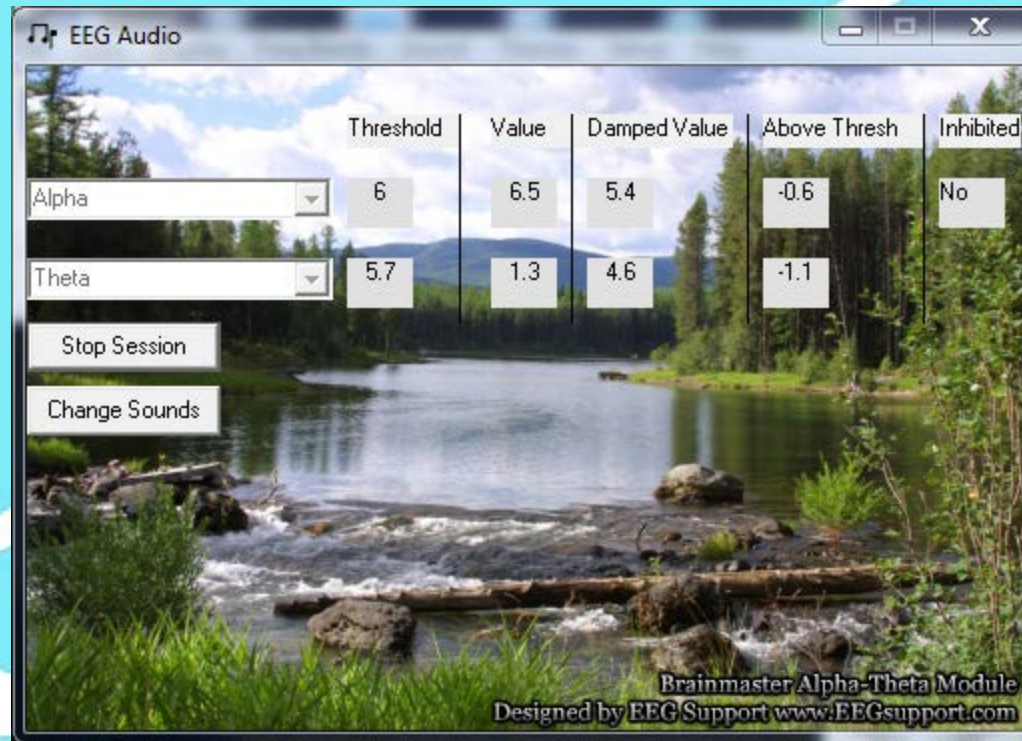 EEG Audio
Threshold Value Damped Value Above Thresh Inhibited
Alpha 6 6.5 5.4 -0.6 No
Theta 5.7 1.3 4.6 -1.1
Stop Session
Change Sounds
Brainmaster Alpha-Theta Module
Designed by EEG Support www.EEGsupport.com